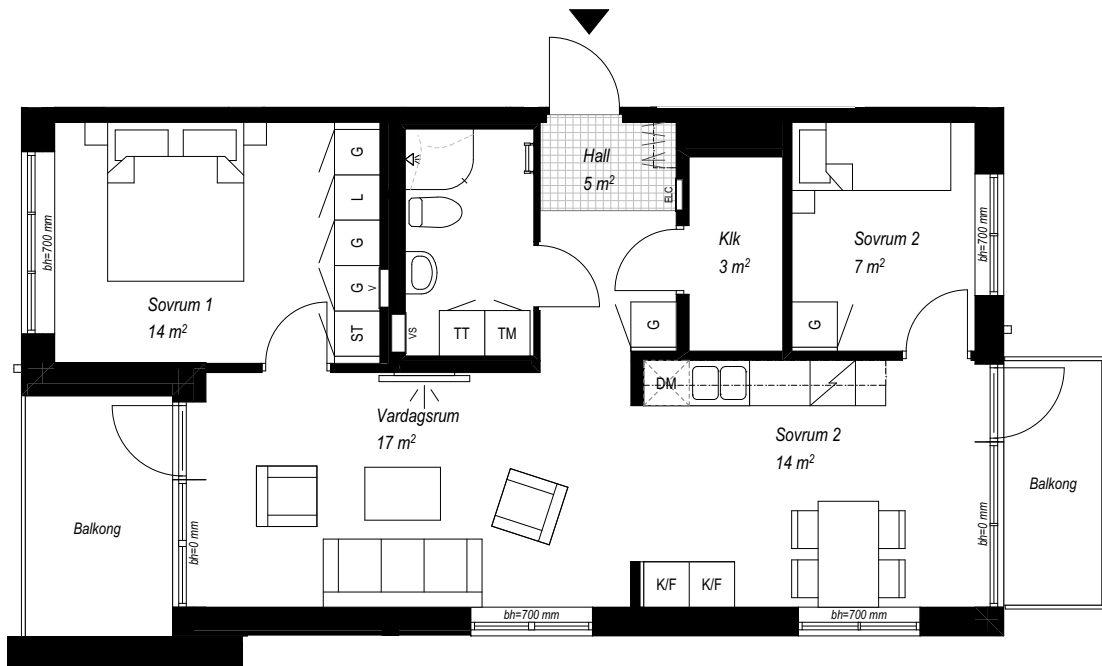 Hall
5 m²
G
L
G
G
V
ST
ELC
Klk
3 m²
Sovrum 2
7 m²
bh=700 mm
bh=700 mm
Sovrum 1
14 m²
VS
TT
TM
G
G
DM
Vardagsrum
17 m²
Sovrum 2
14 m²
Balkong
bh=0 mm
bh=0 mm
Balkong
K/F
K/F
bh=700 mm
bh=700 mm